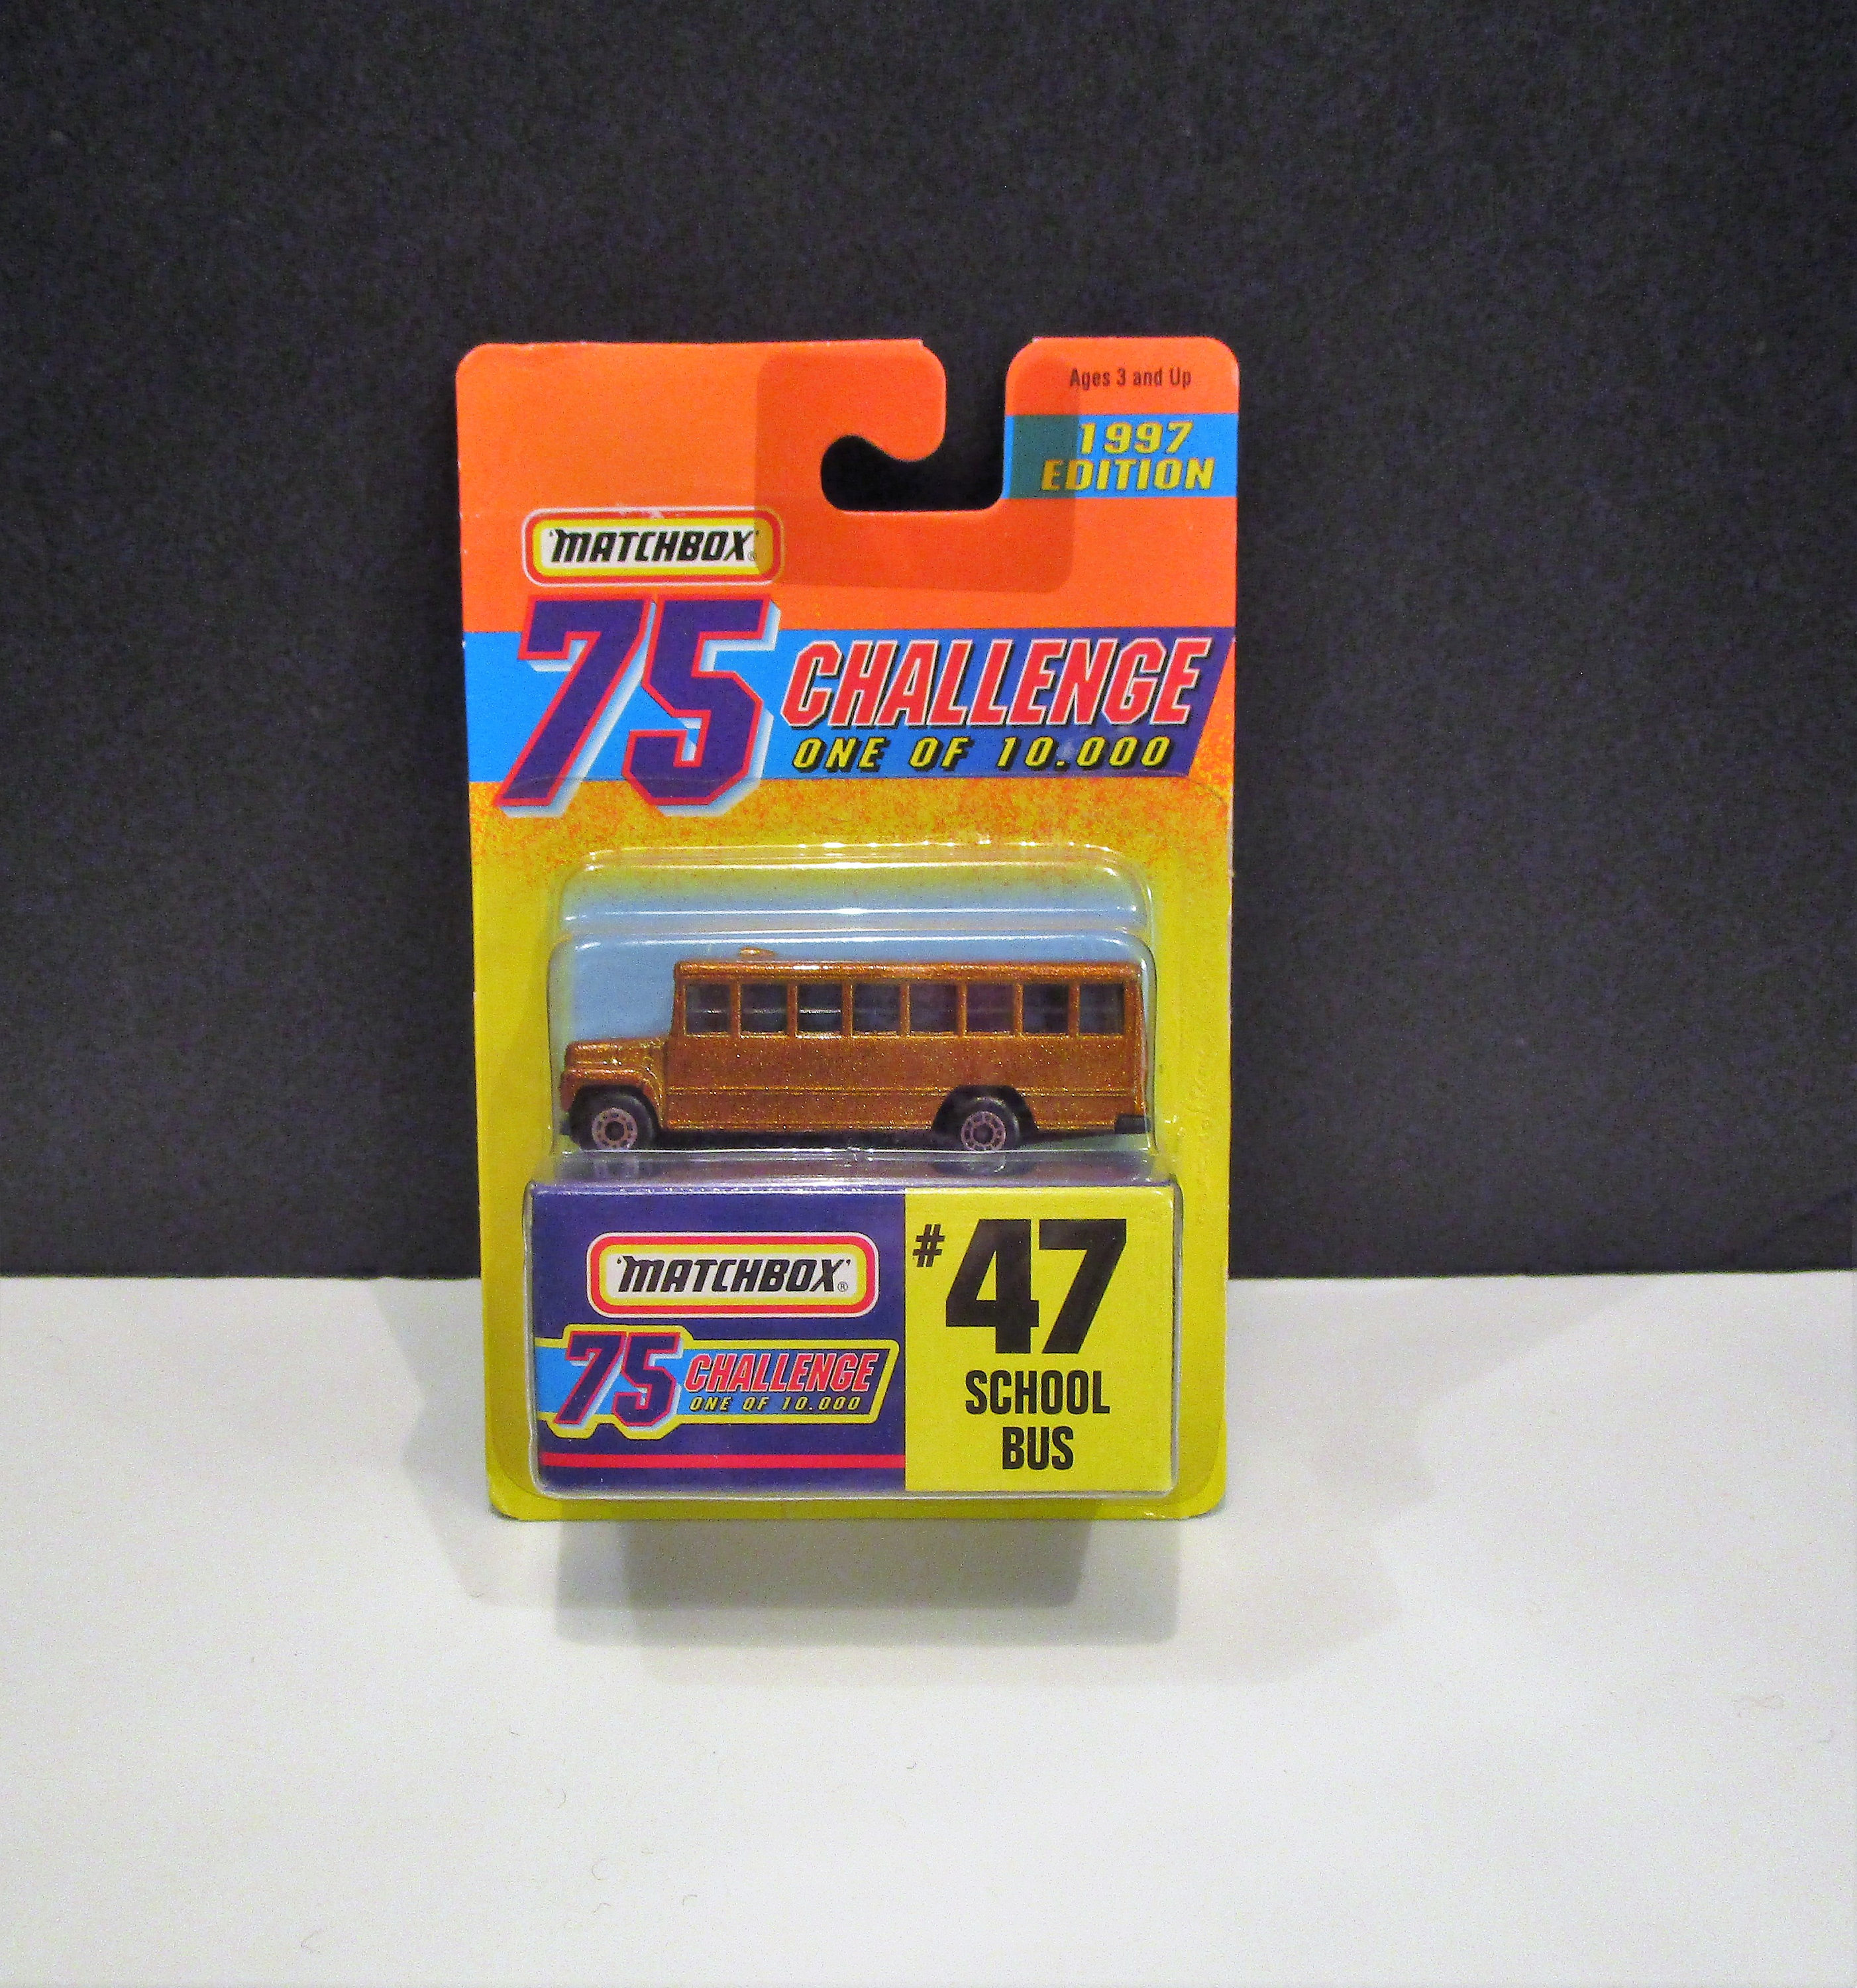 Ages 3 and Up
1997
EDITION
'MATCHBOX'®
75 CHALLENGE
ONE OF 10.000
'MATCHBOX'®
75 CHALLENGE
ONE OF 10.000
#47
SCHOOL
BUS